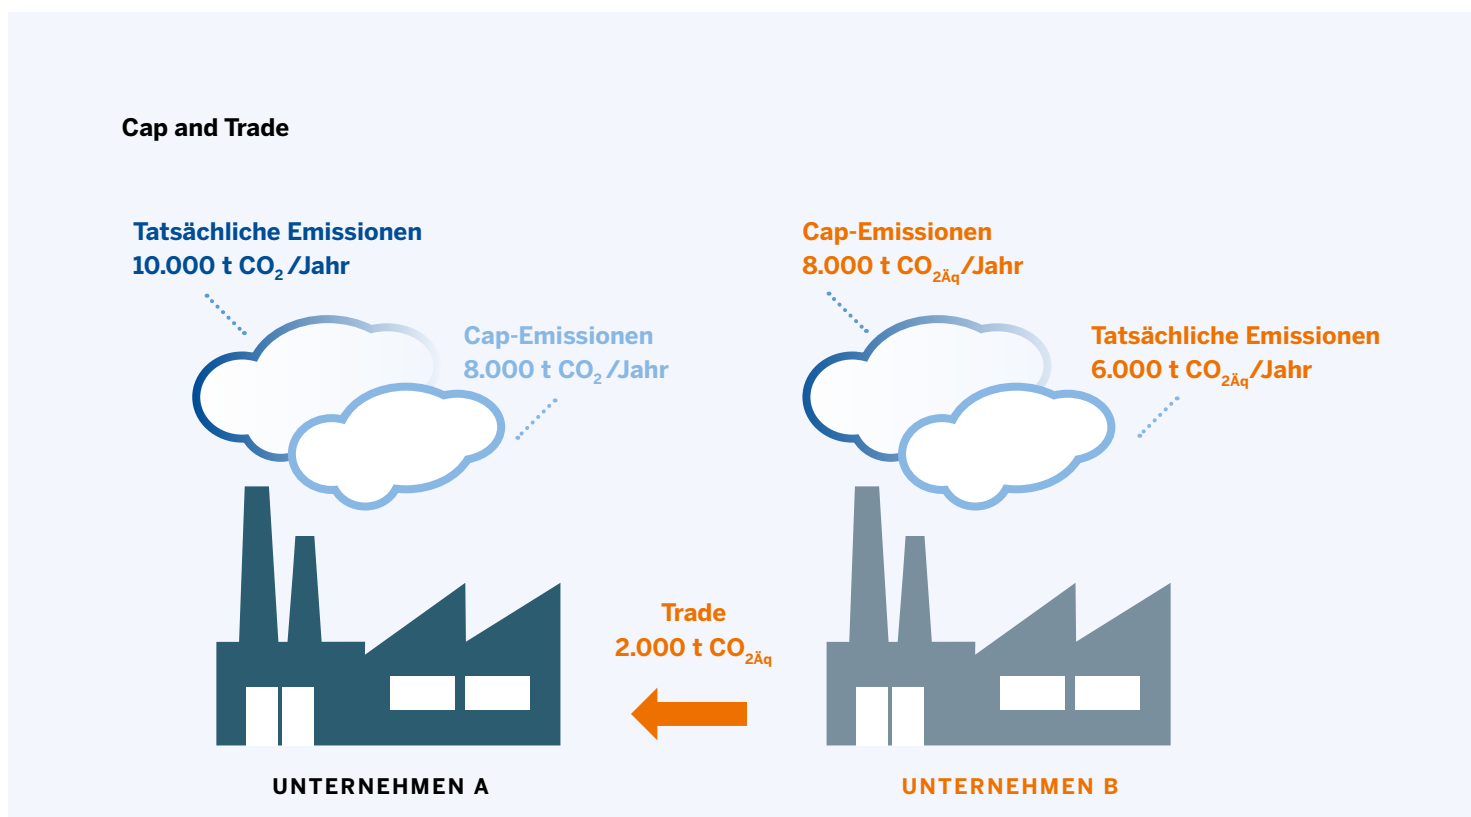 Cap and Trade
Tatsächliche Emissionen
10.000 t CO₂/Jahr
Cap-Emissionen
8.000 t CO₂/Jahr
Cap-Emissionen
8.000 t CO2Äq/Jahr
Tatsächliche Emissionen
6.000 t CO2Äq/Jahr
Trade
2.000 t CO2Äq
UNTERNEHMEN A
UNTERNEHMEN B